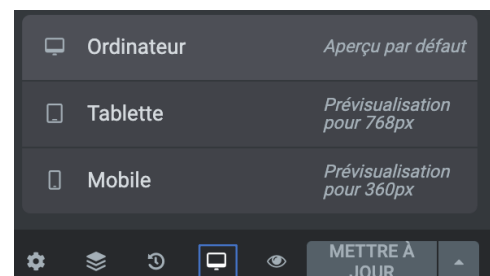 Ordinateur Aperçu par défaut
Tablette Prévisualisation
pour 768px
Mobile Prévisualisation
pour 360px
METTRE À
JOUR